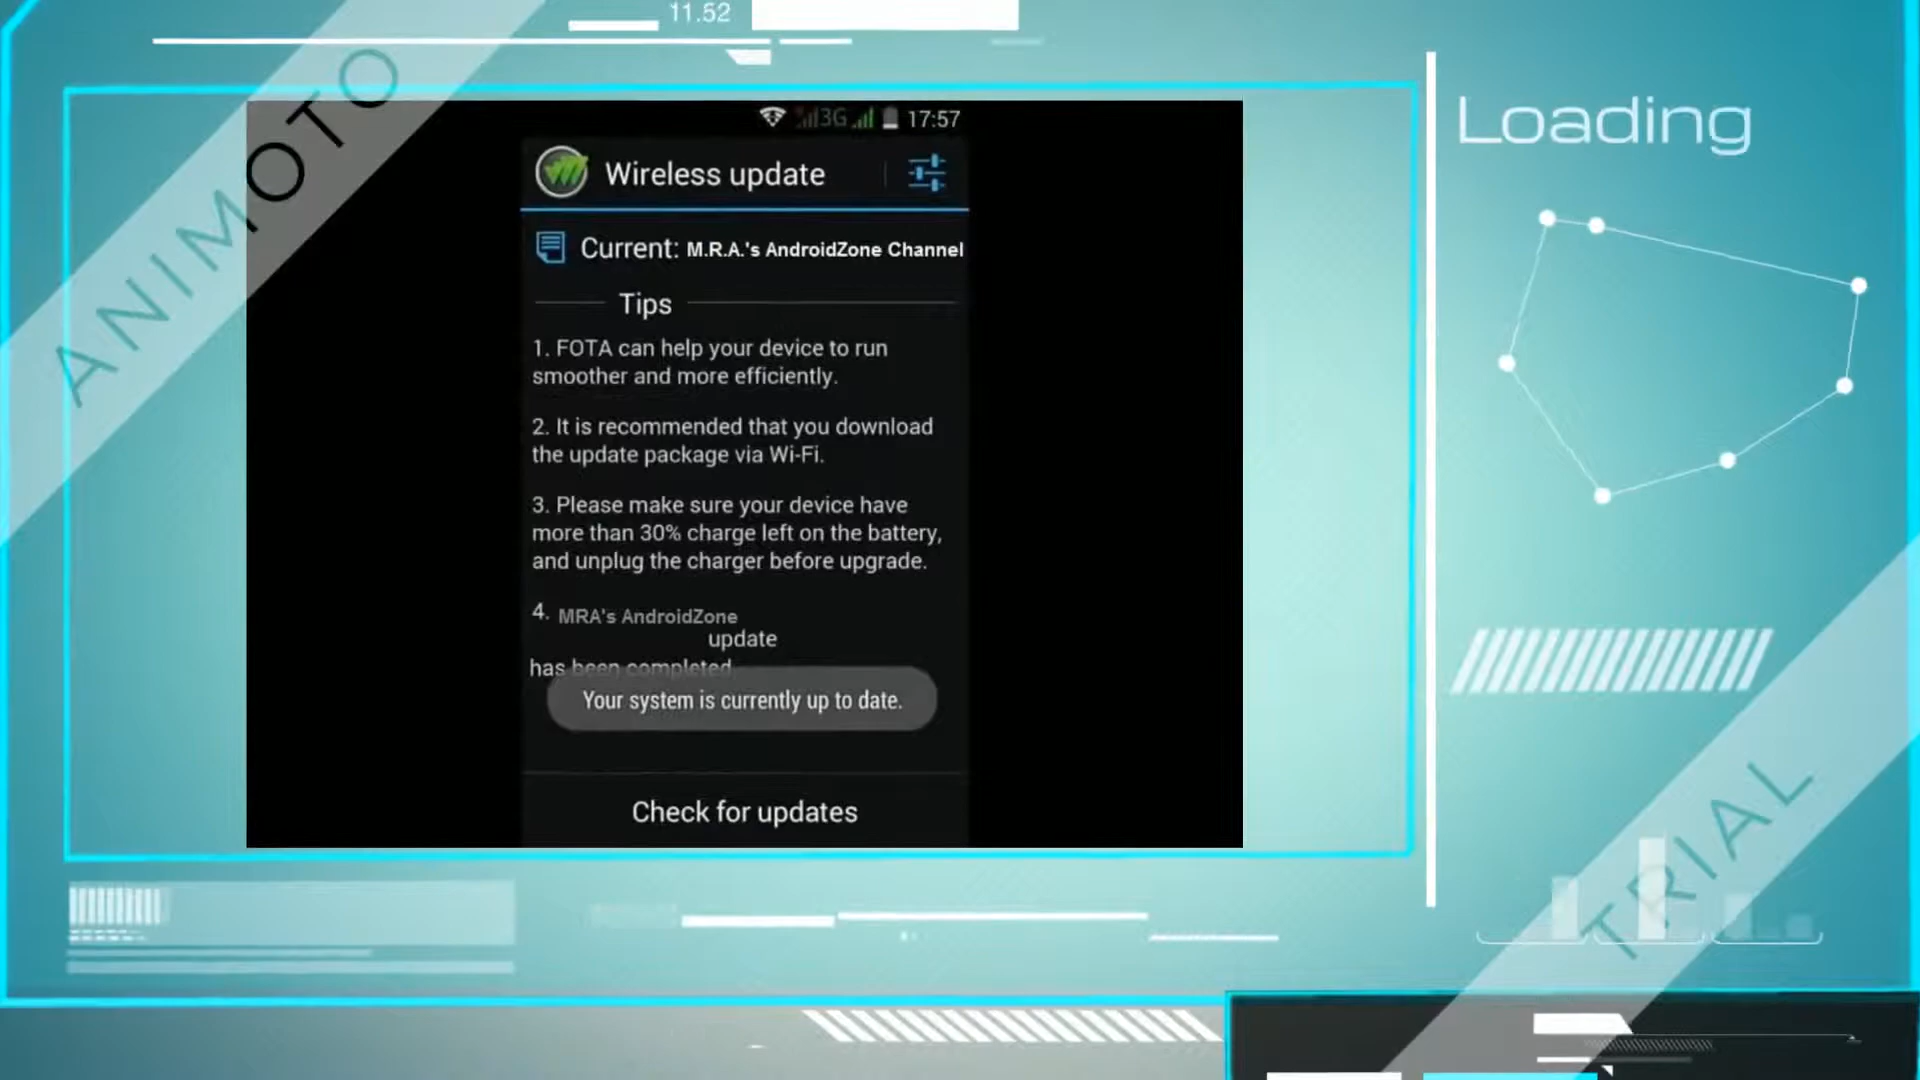 11.52
ANIMOTO
Loading
3G 17:57
Wireless update
Current: M.R.A.'s AndroidZone Channel
Tips
1. FOTA can help your device to run
smoother and more efficiently.
2. It is recommended that you download
the update package via Wi-Fi.
3. Please make sure your device have
more than 30% charge left on the battery,
and unplug the charger before upgrade.
4. MRA's AndroidZone
update
has been completed
Your system is currently up to date.
Check for updates
TRIAL